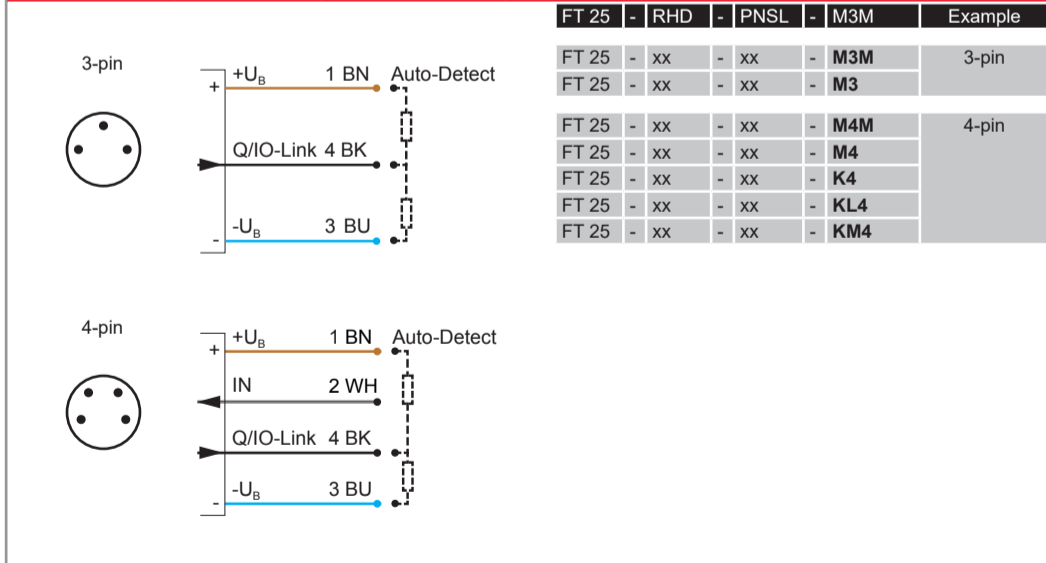 3-pin
+
+UB 1 BN Auto-Detect
Q/IO-Link 4 BK
-UB 3 BU
-
4-pin
+
+UB 1 BN Auto-Detect
IN 2 WH
Q/IO-Link 4 BK
-UB 3 BU
-
FT 25 - RHD - PNSL - M3M Example
FT 25 - xx - xx - M3M 3-pin
FT 25 - xx - xx - M3
FT 25 - xx - xx - M4M 4-pin
FT 25 - xx - xx - M4
FT 25 - xx - xx - K4
FT 25 - xx - xx - KL4
FT 25 - xx - xx - KM4